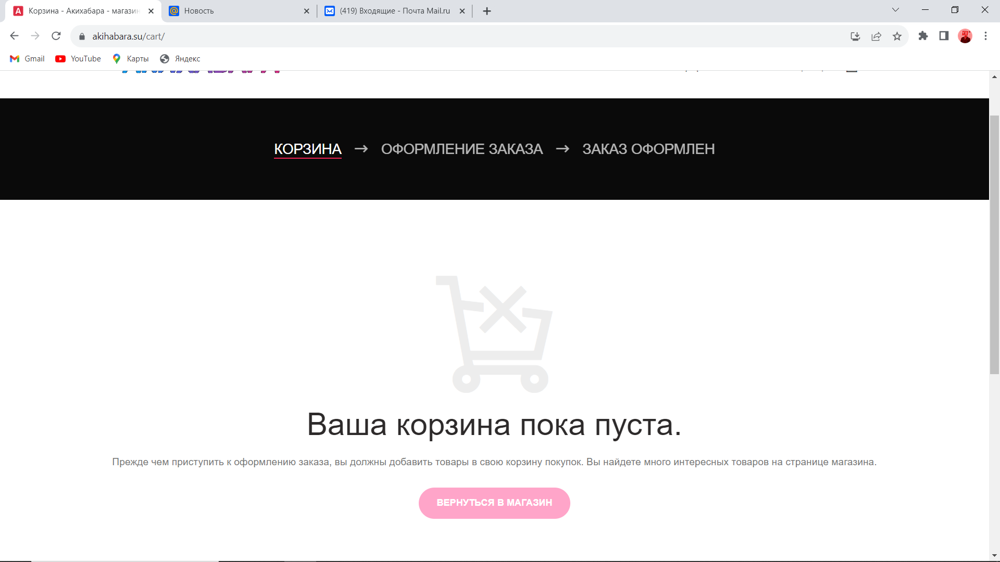 Корзина - Акихабара - магазин
Новость
(419) Входящие - Почта Mail.ru
akihabara.su/cart/
Gmail
YouTube
Карты
Яндекс
КОРЗИНА → ОФОРМЛЕНИЕ ЗАКАЗА → ЗАКАЗ ОФОРМЛЕН
Ваша корзина пока пуста.
Прежде чем приступить к оформлению заказа, вы должны добавить товары в свою корзину покупок. Вы найдете много интересных товаров на странице магазина.
ВЕРНУТЬСЯ В МАГАЗИН